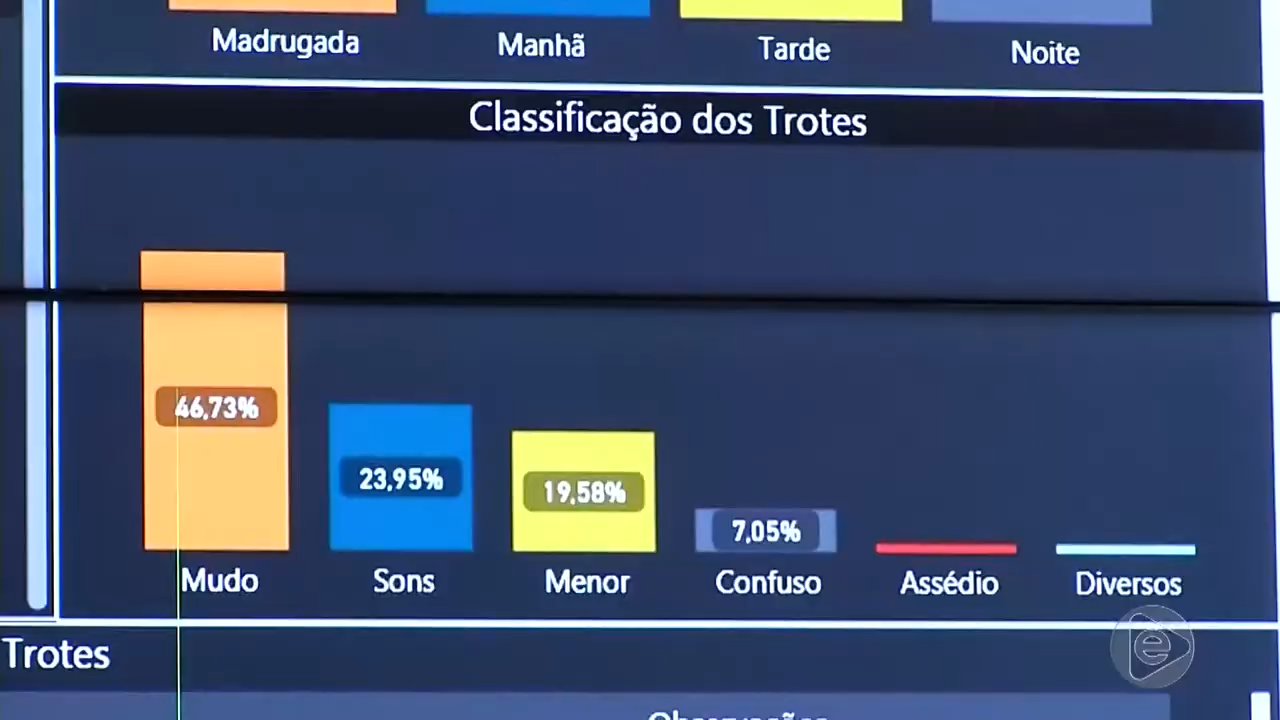 Madrugada Manhã Tarde Noite
Classificação dos Trotes
46,73%
23,95%
19,58%
7,05%
Mudo Sons Menor Confuso Assédio Diversos
Trotes
Observações
e